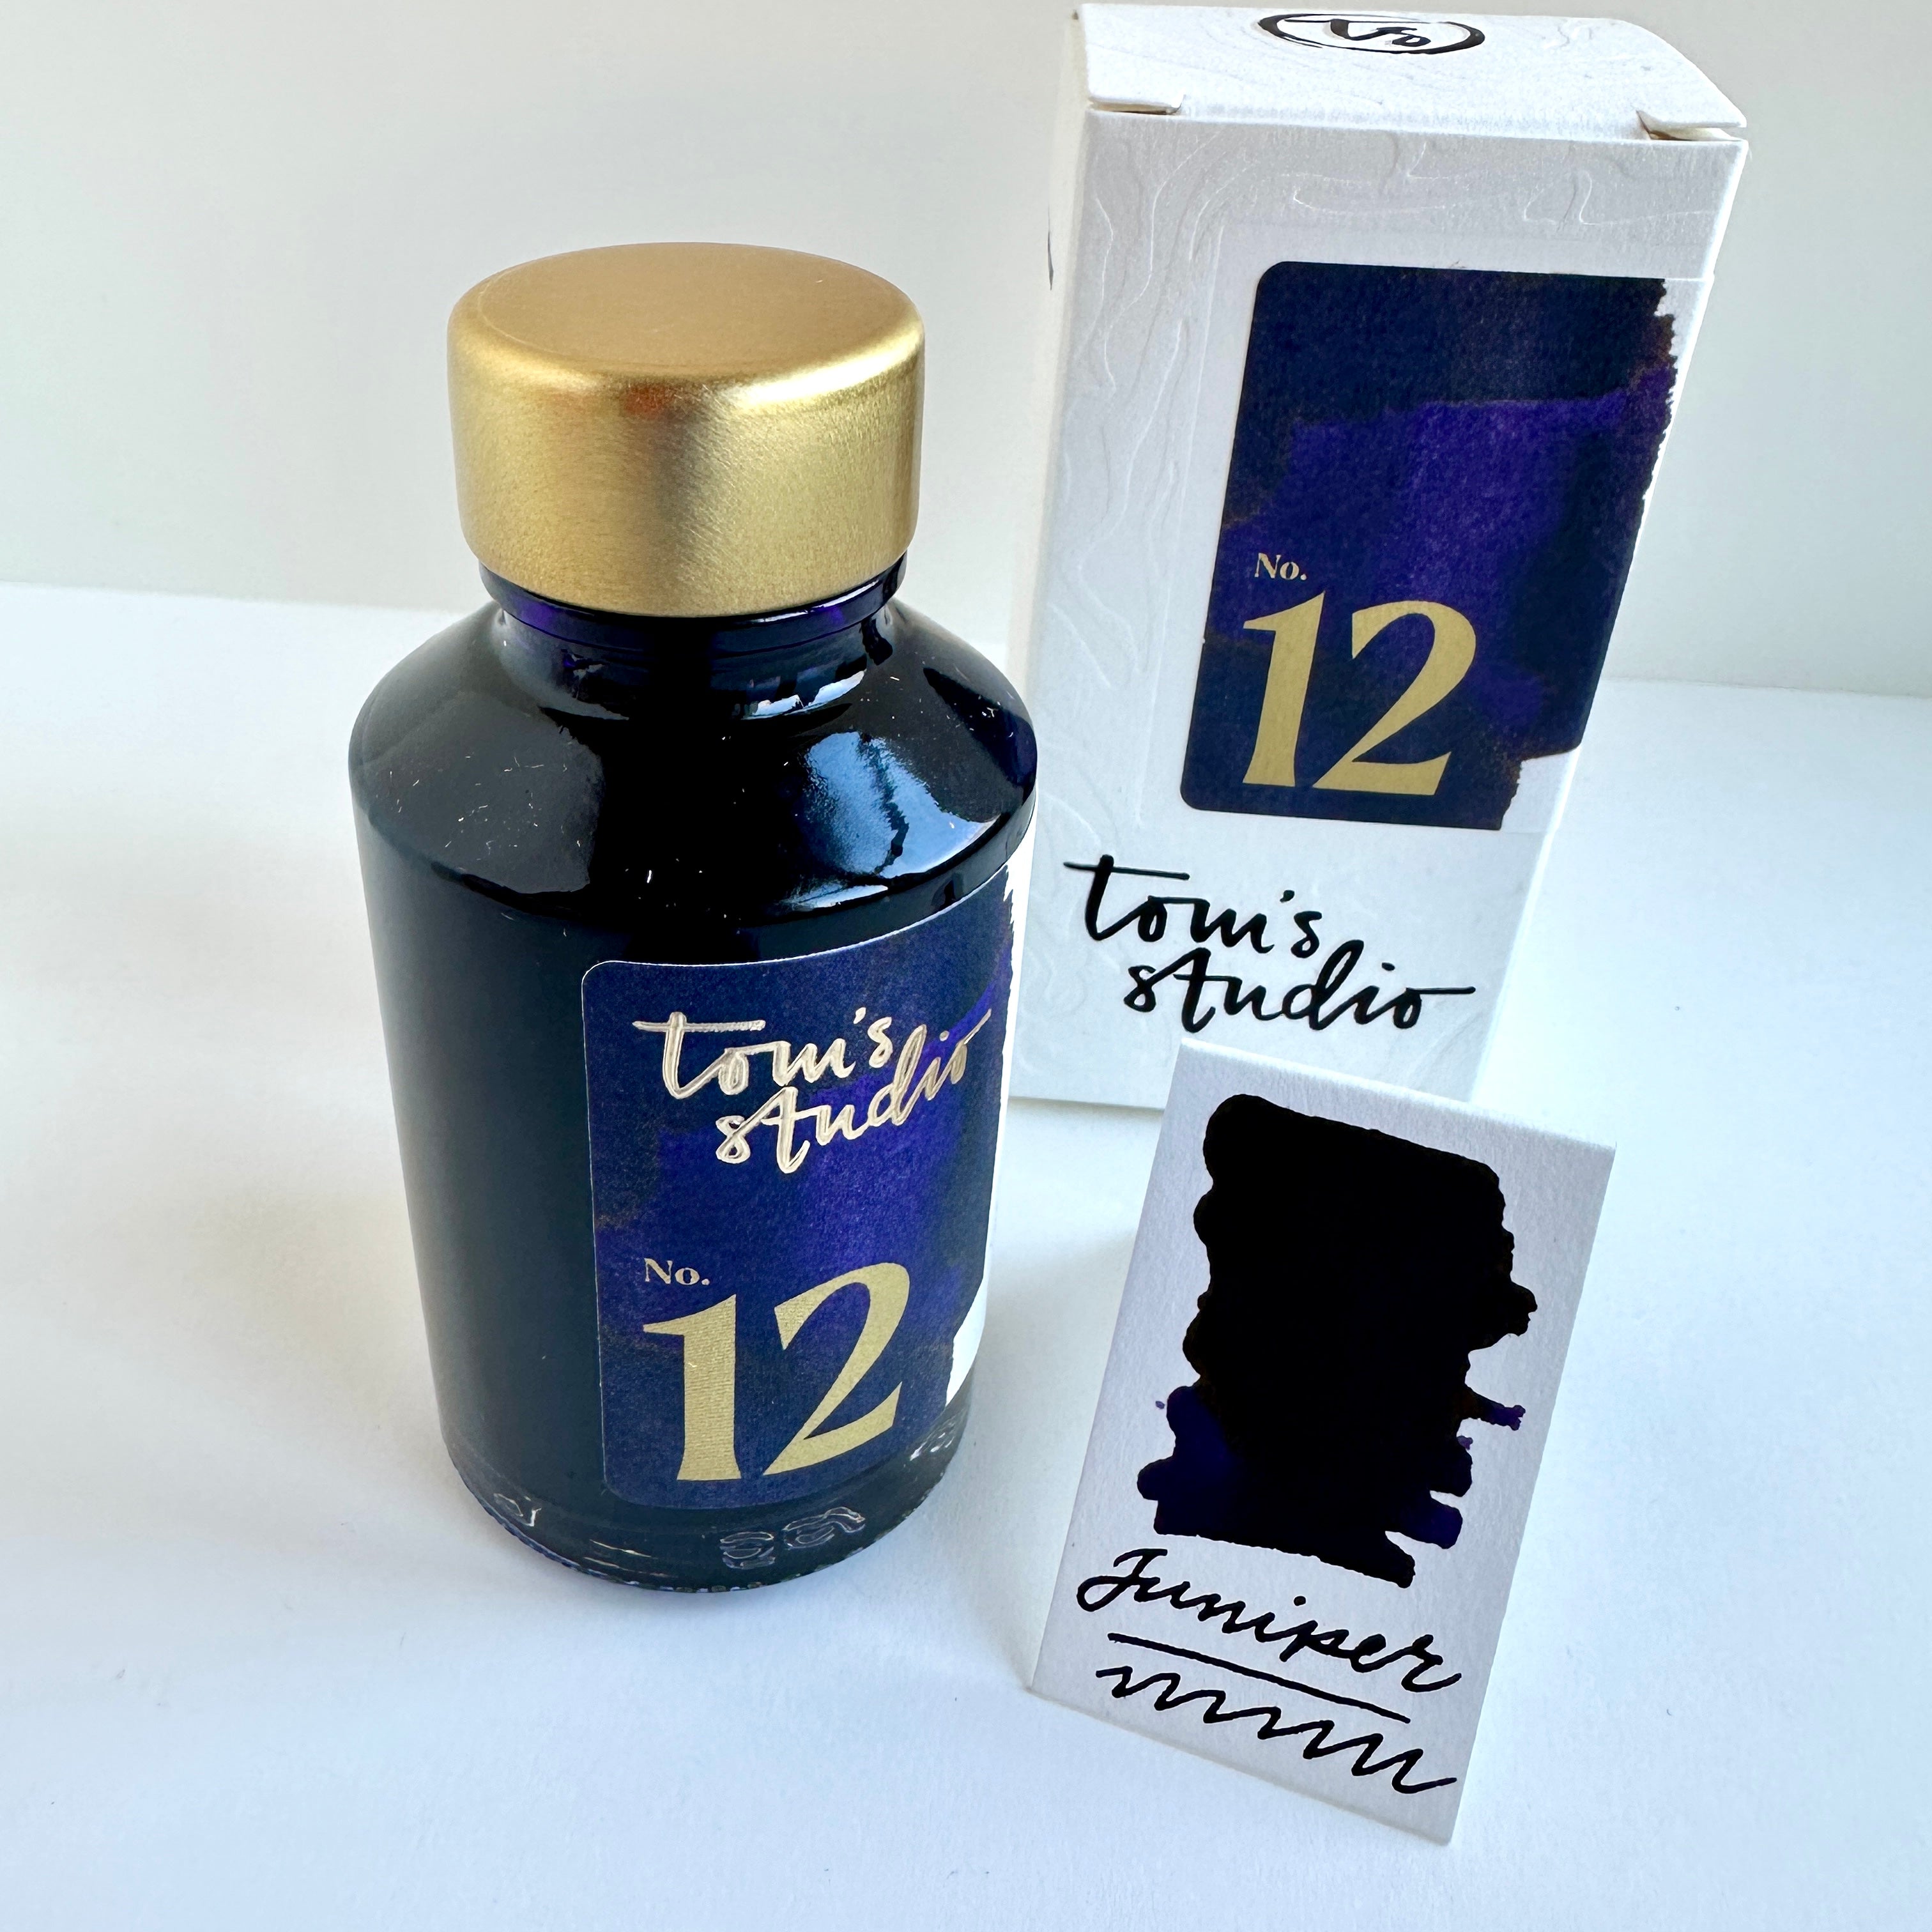 No.
12
tom's
studio
tom's
studio
No.
12
Juniper